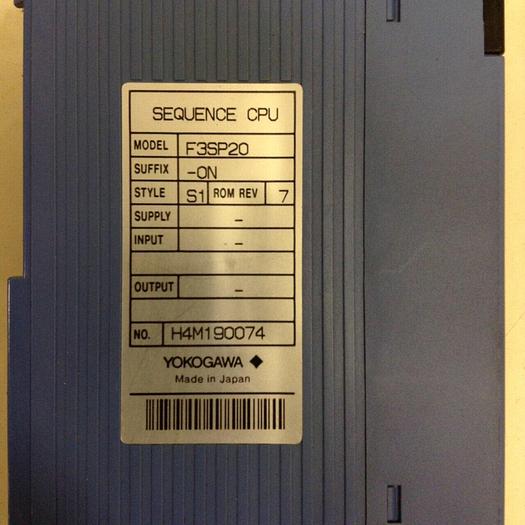 SEQUENCE CPU
MODEL F3SP20
SUFFIX -0N
STYLE S1 ROM REV 7
SUPPLY -
INPUT -
OUTPUT -
NO. H4M190074
YOKOGAWA ◆
Made in Japan